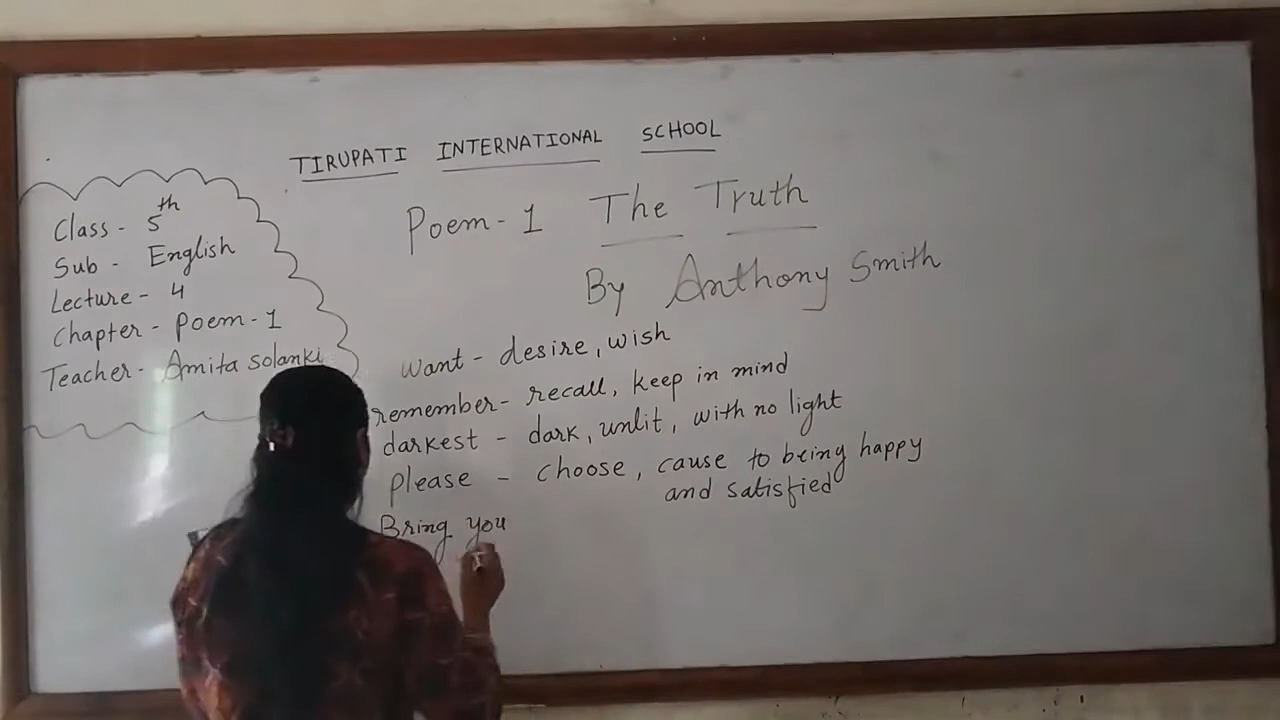 TIRUPATI INTERNATIONAL SCHOOL
Class - 5th
Sub - English
Lecture - 4
Chapter - Poem - 1
Teacher - Amita Solanki
Poem - 1 The Truth
By Anthony Smith
want - desire, wish
remember - recall, keep in mind
darkest - dark, unlit, with no light
please - choose, cause to being happy
and satisfied
Bring you